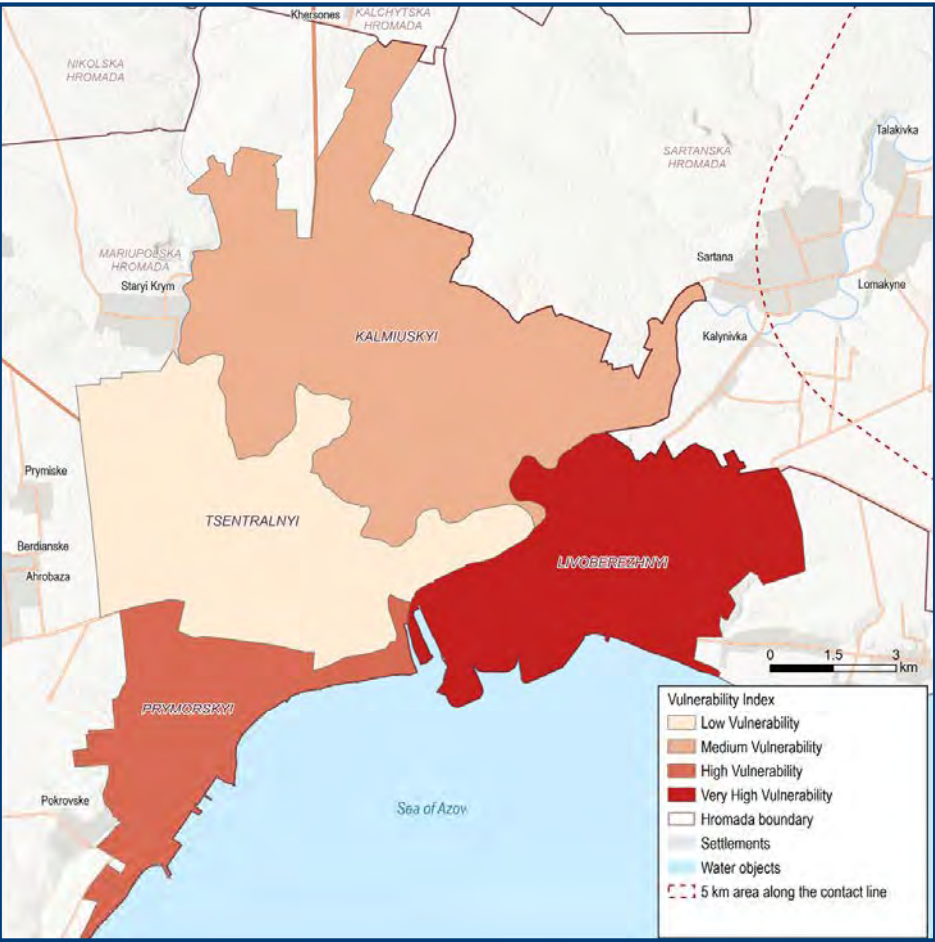 Khersones
KALCHYTSKA
HROMADA
NIKOLSKA
HROMADA
Talakivka
SARTANSKA
HROMADA
MARIUPOLSKA
HROMADA
Sartana
Staryi Krym
Lomakyne
KALMIUSKYI
Kalynivka
Prymiske
TSENTRALNYI
Berdianske
LIVOBEREZHNYI
Ahrobaza
0 1.5 3
km
PRYMORSKYI
Pokrovske
Sea of Azov
Vulnerability Index
Low Vulnerability
Medium Vulnerability
High Vulnerability
Very High Vulnerability
Hromada boundary
Settlements
Water objects
5 km area along the contact line